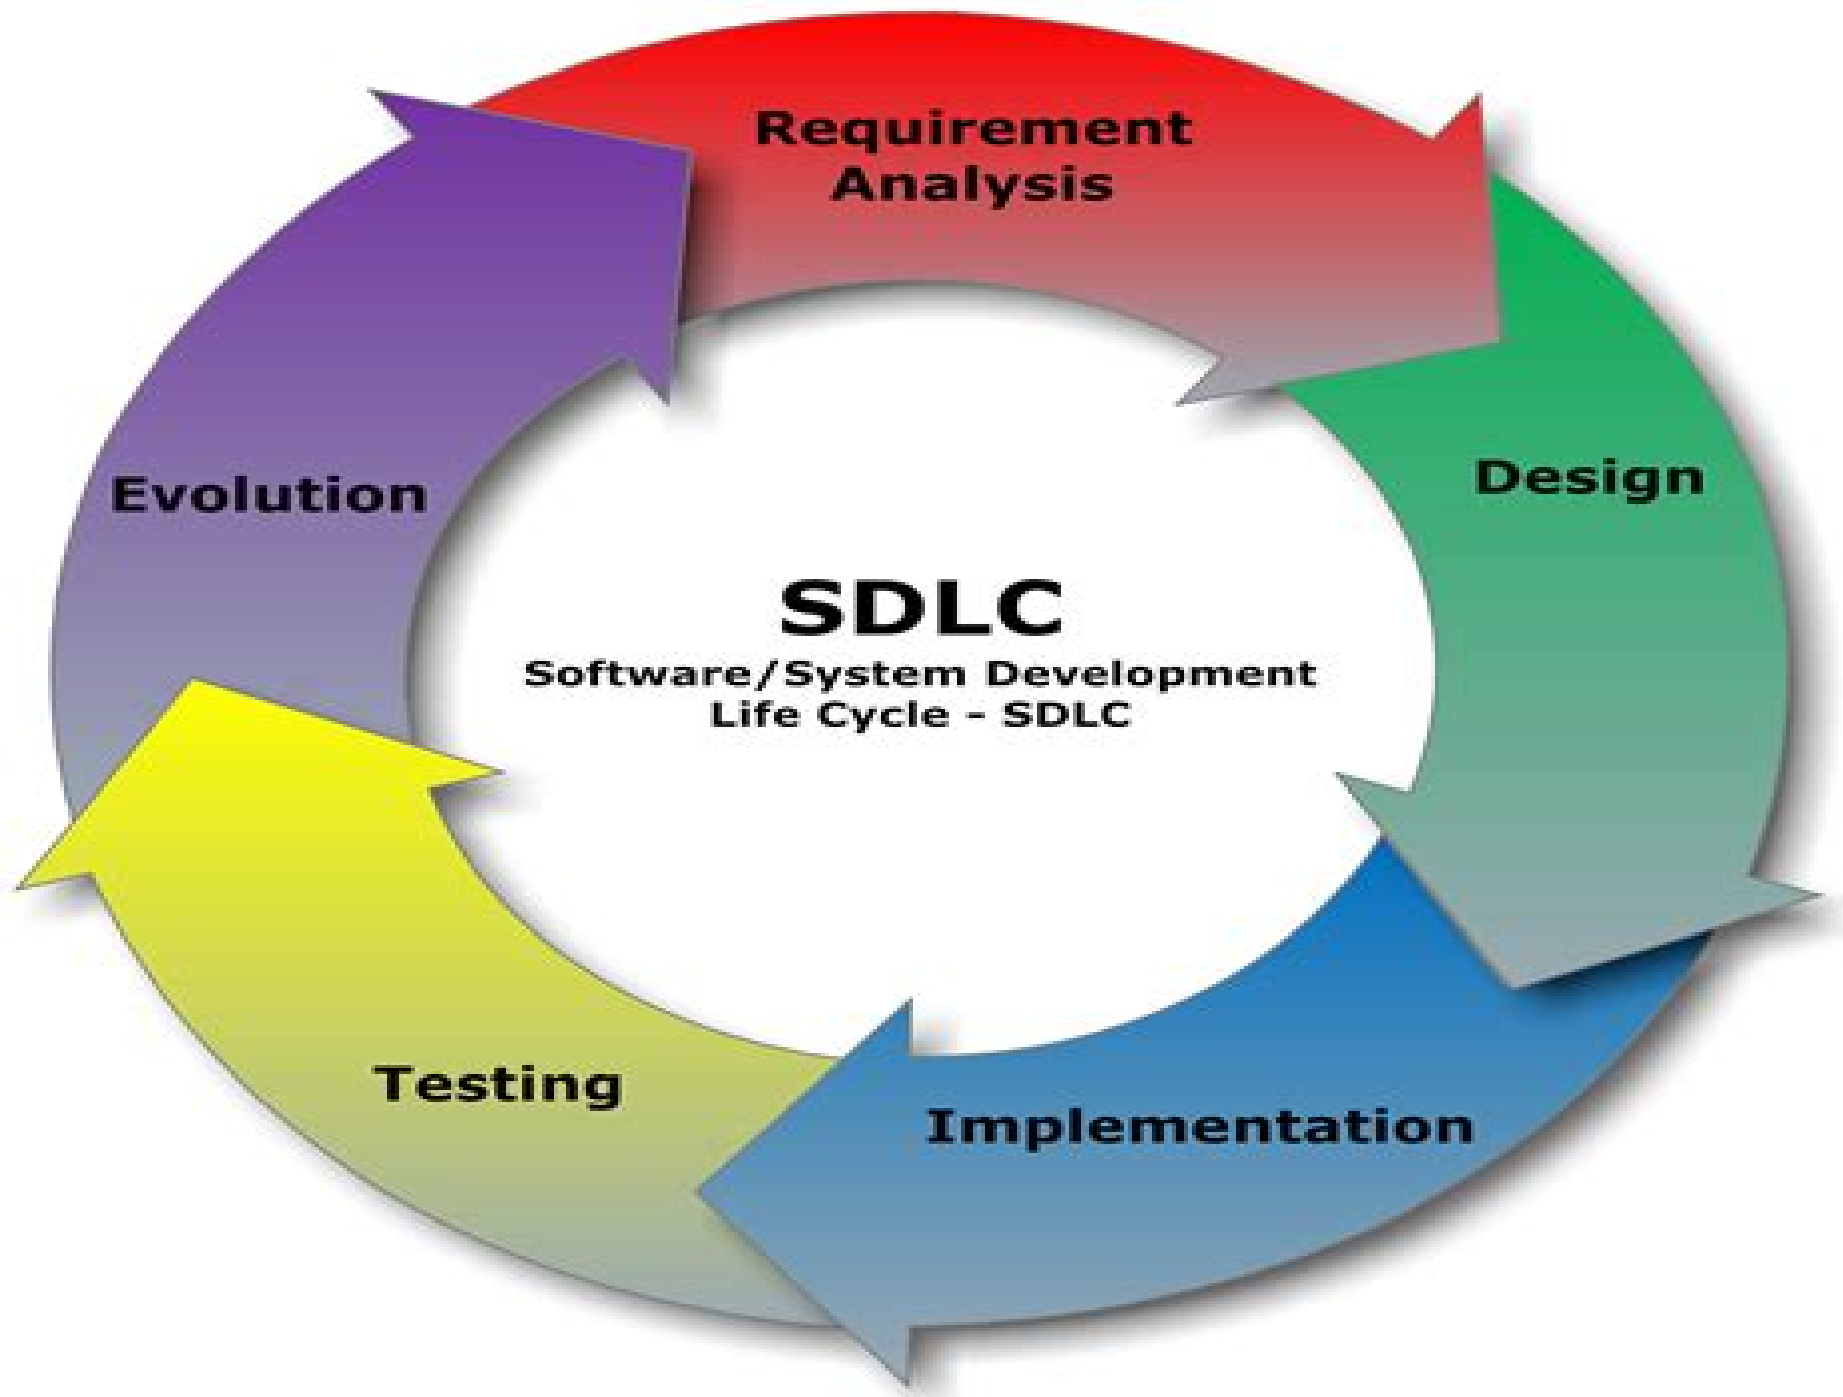 Requirement
Analysis
Design
Implementation
Testing
Evolution
SDLC
Software/System Development
Life Cycle - SDLC